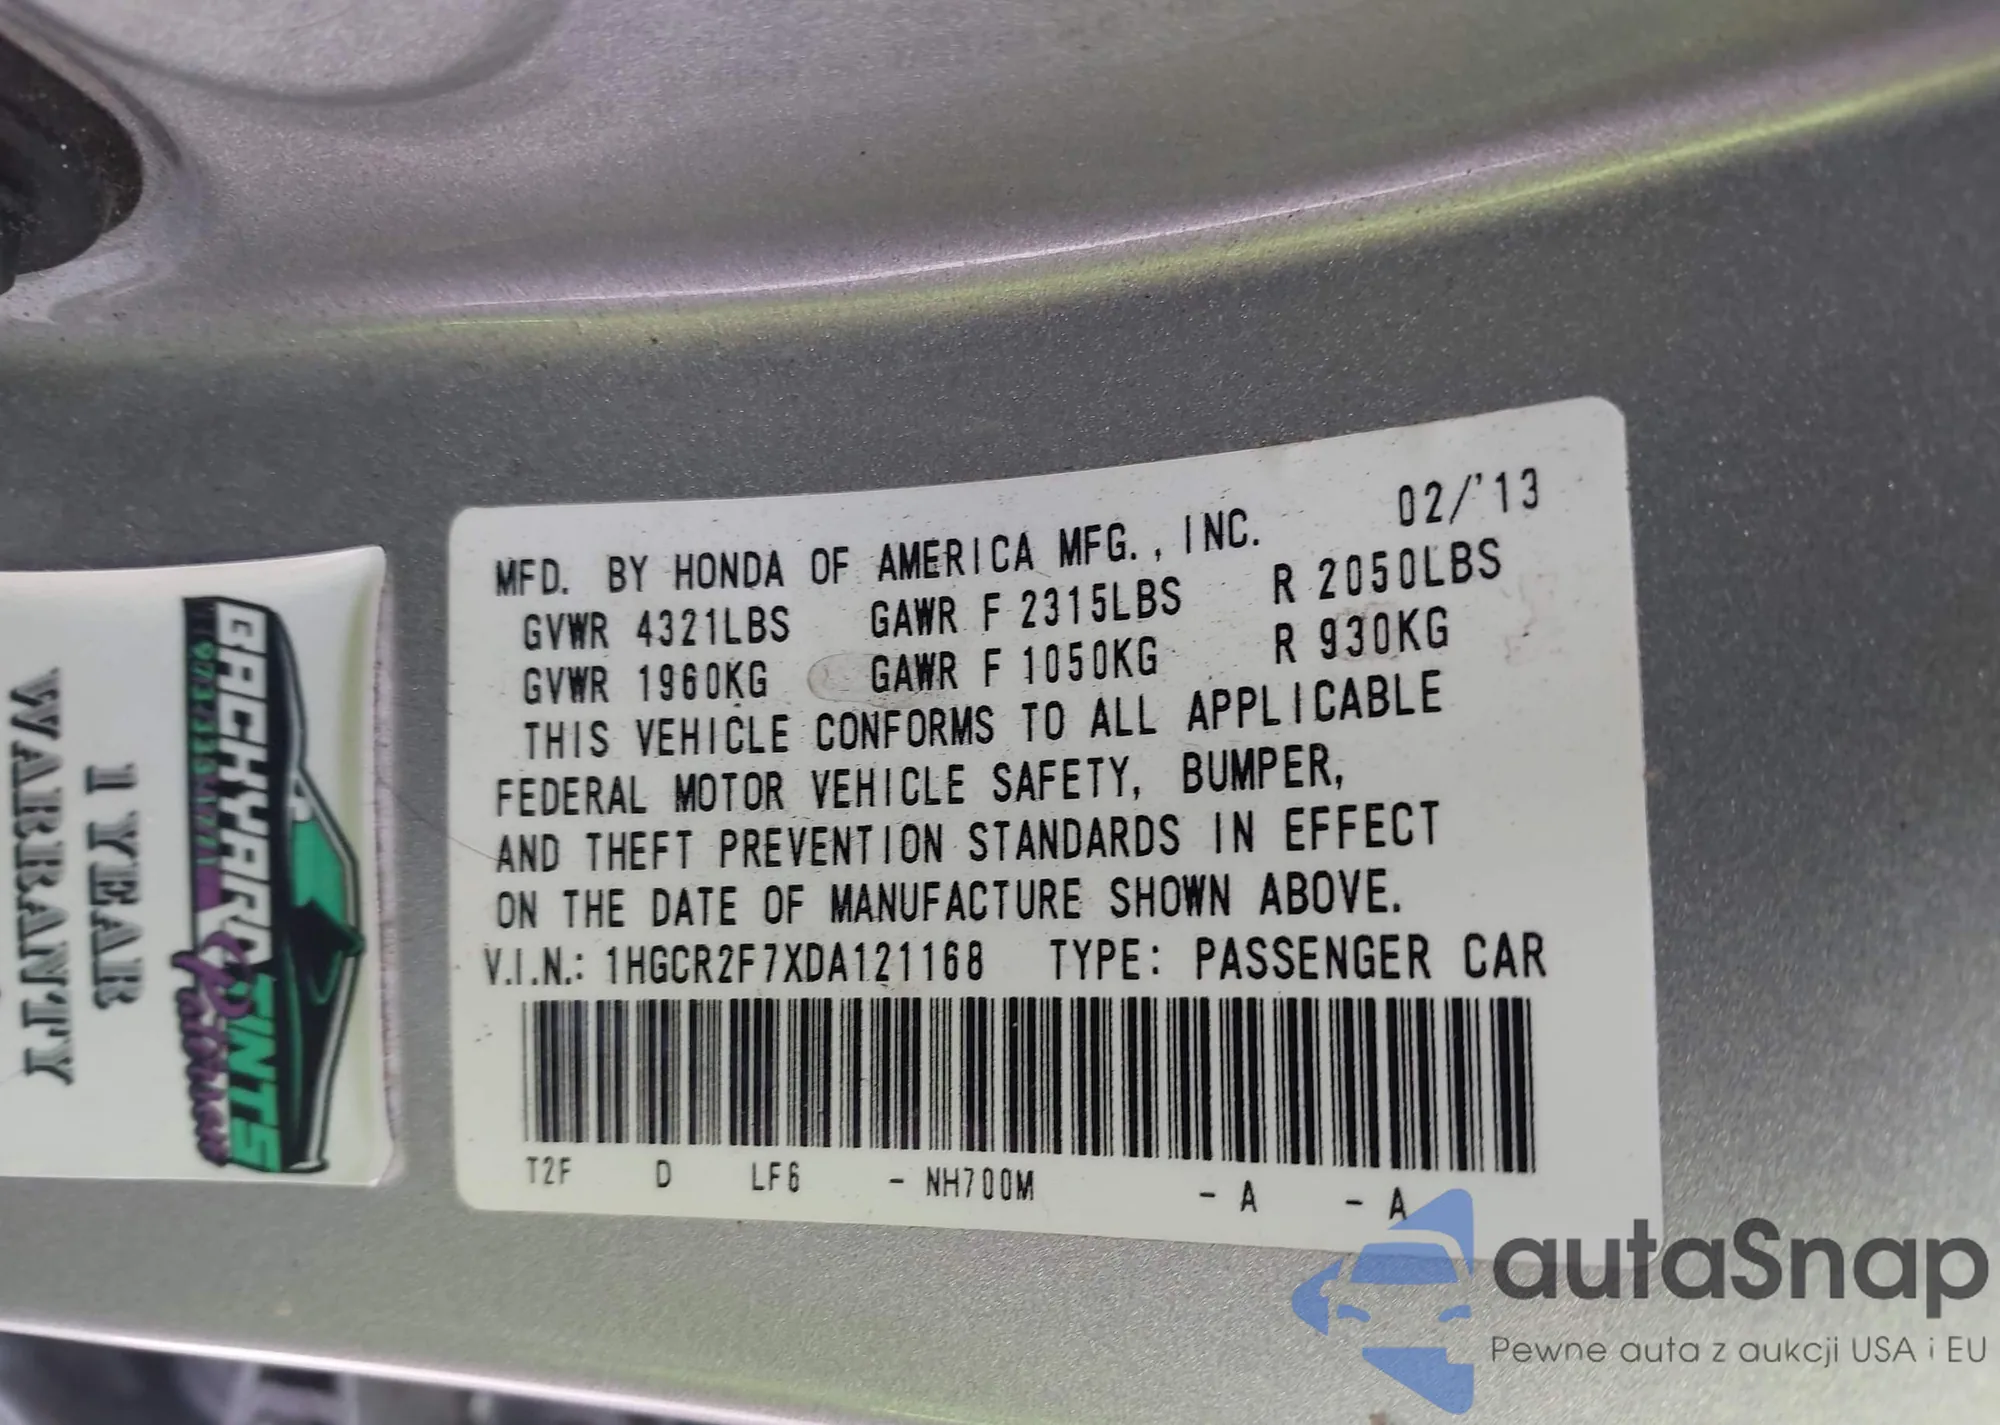 MFD. BY HONDA OF AMERICA MFG., INC. 02/'13
GVWR 4321LBS GAWR F 2315LBS R 2050LBS
GVWR 1960KG GAWR F 1050KG R 930KG
THIS VEHICLE CONFORMS TO ALL APPLICABLE
FEDERAL MOTOR VEHICLE SAFETY, BUMPER,
AND THEFT PREVENTION STANDARDS IN EFFECT
ON THE DATE OF MANUFACTURE SHOWN ABOVE.
V.I.N.: 1HGCR2F7XDA121168 TYPE: PASSENGER CAR
T2F D LF6 - NH700M - A - A
BACKYARD TINTS
1 YEAR
WARRANTY
autaSnap
Pewne auta z aukcji USA i EU